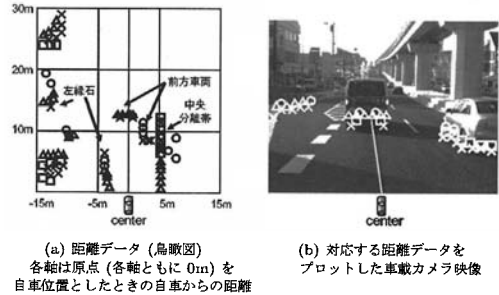 30m
20m
10m
左縁石
前方車両
中央
分離帯
-15m
-5m
5m
15m
center
center
(a) 距離データ (鳥瞰図)
各軸は原点 (各軸ともに 0m) を
自車位置としたときの自車からの距離
(b) 対応する距離データを
プロットした車載カメラ映像